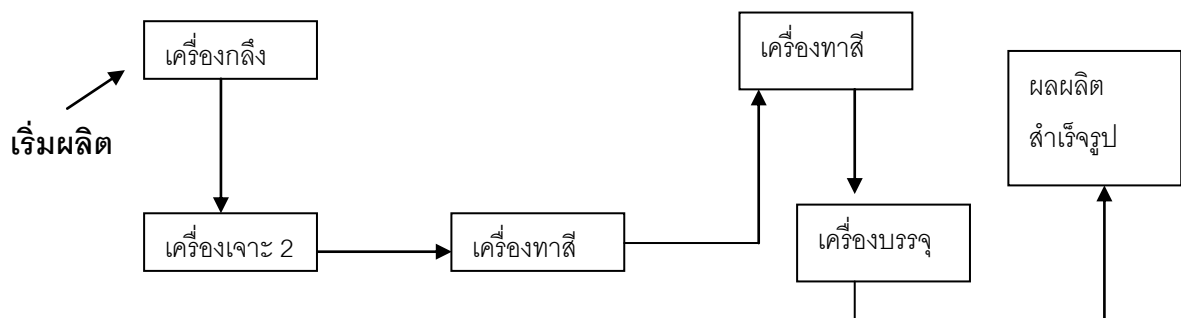 เครื่องกลึง
เครื่องทาสี
ผลผลิต
สำเร็จรูป
เริ่มผลิต
เครื่องเจาะ 2
เครื่องทาสี
เครื่องบรรจุ